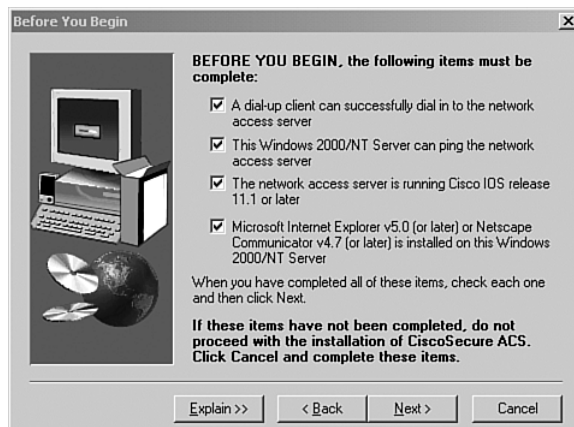 Before You Begin
BEFORE YOU BEGIN, the following items must be
complete:
A dial-up client can successfully dial in to the network
access server
This Windows 2000/NT Server can ping the network
access server
The network access server is running Cisco IOS release
11.1 or later
Microsoft Internet Explorer v5.0 (or later) or Netscape
Communicator v4.7 (or later) is installed on this Windows
2000/NT Server
When you have completed all of these items, check each one
and then click Next.
If these items have not been completed, do not
proceed with the installation of CiscoSecure ACS.
Click Cancel and complete these items.
Explain >> < Back Next > Cancel